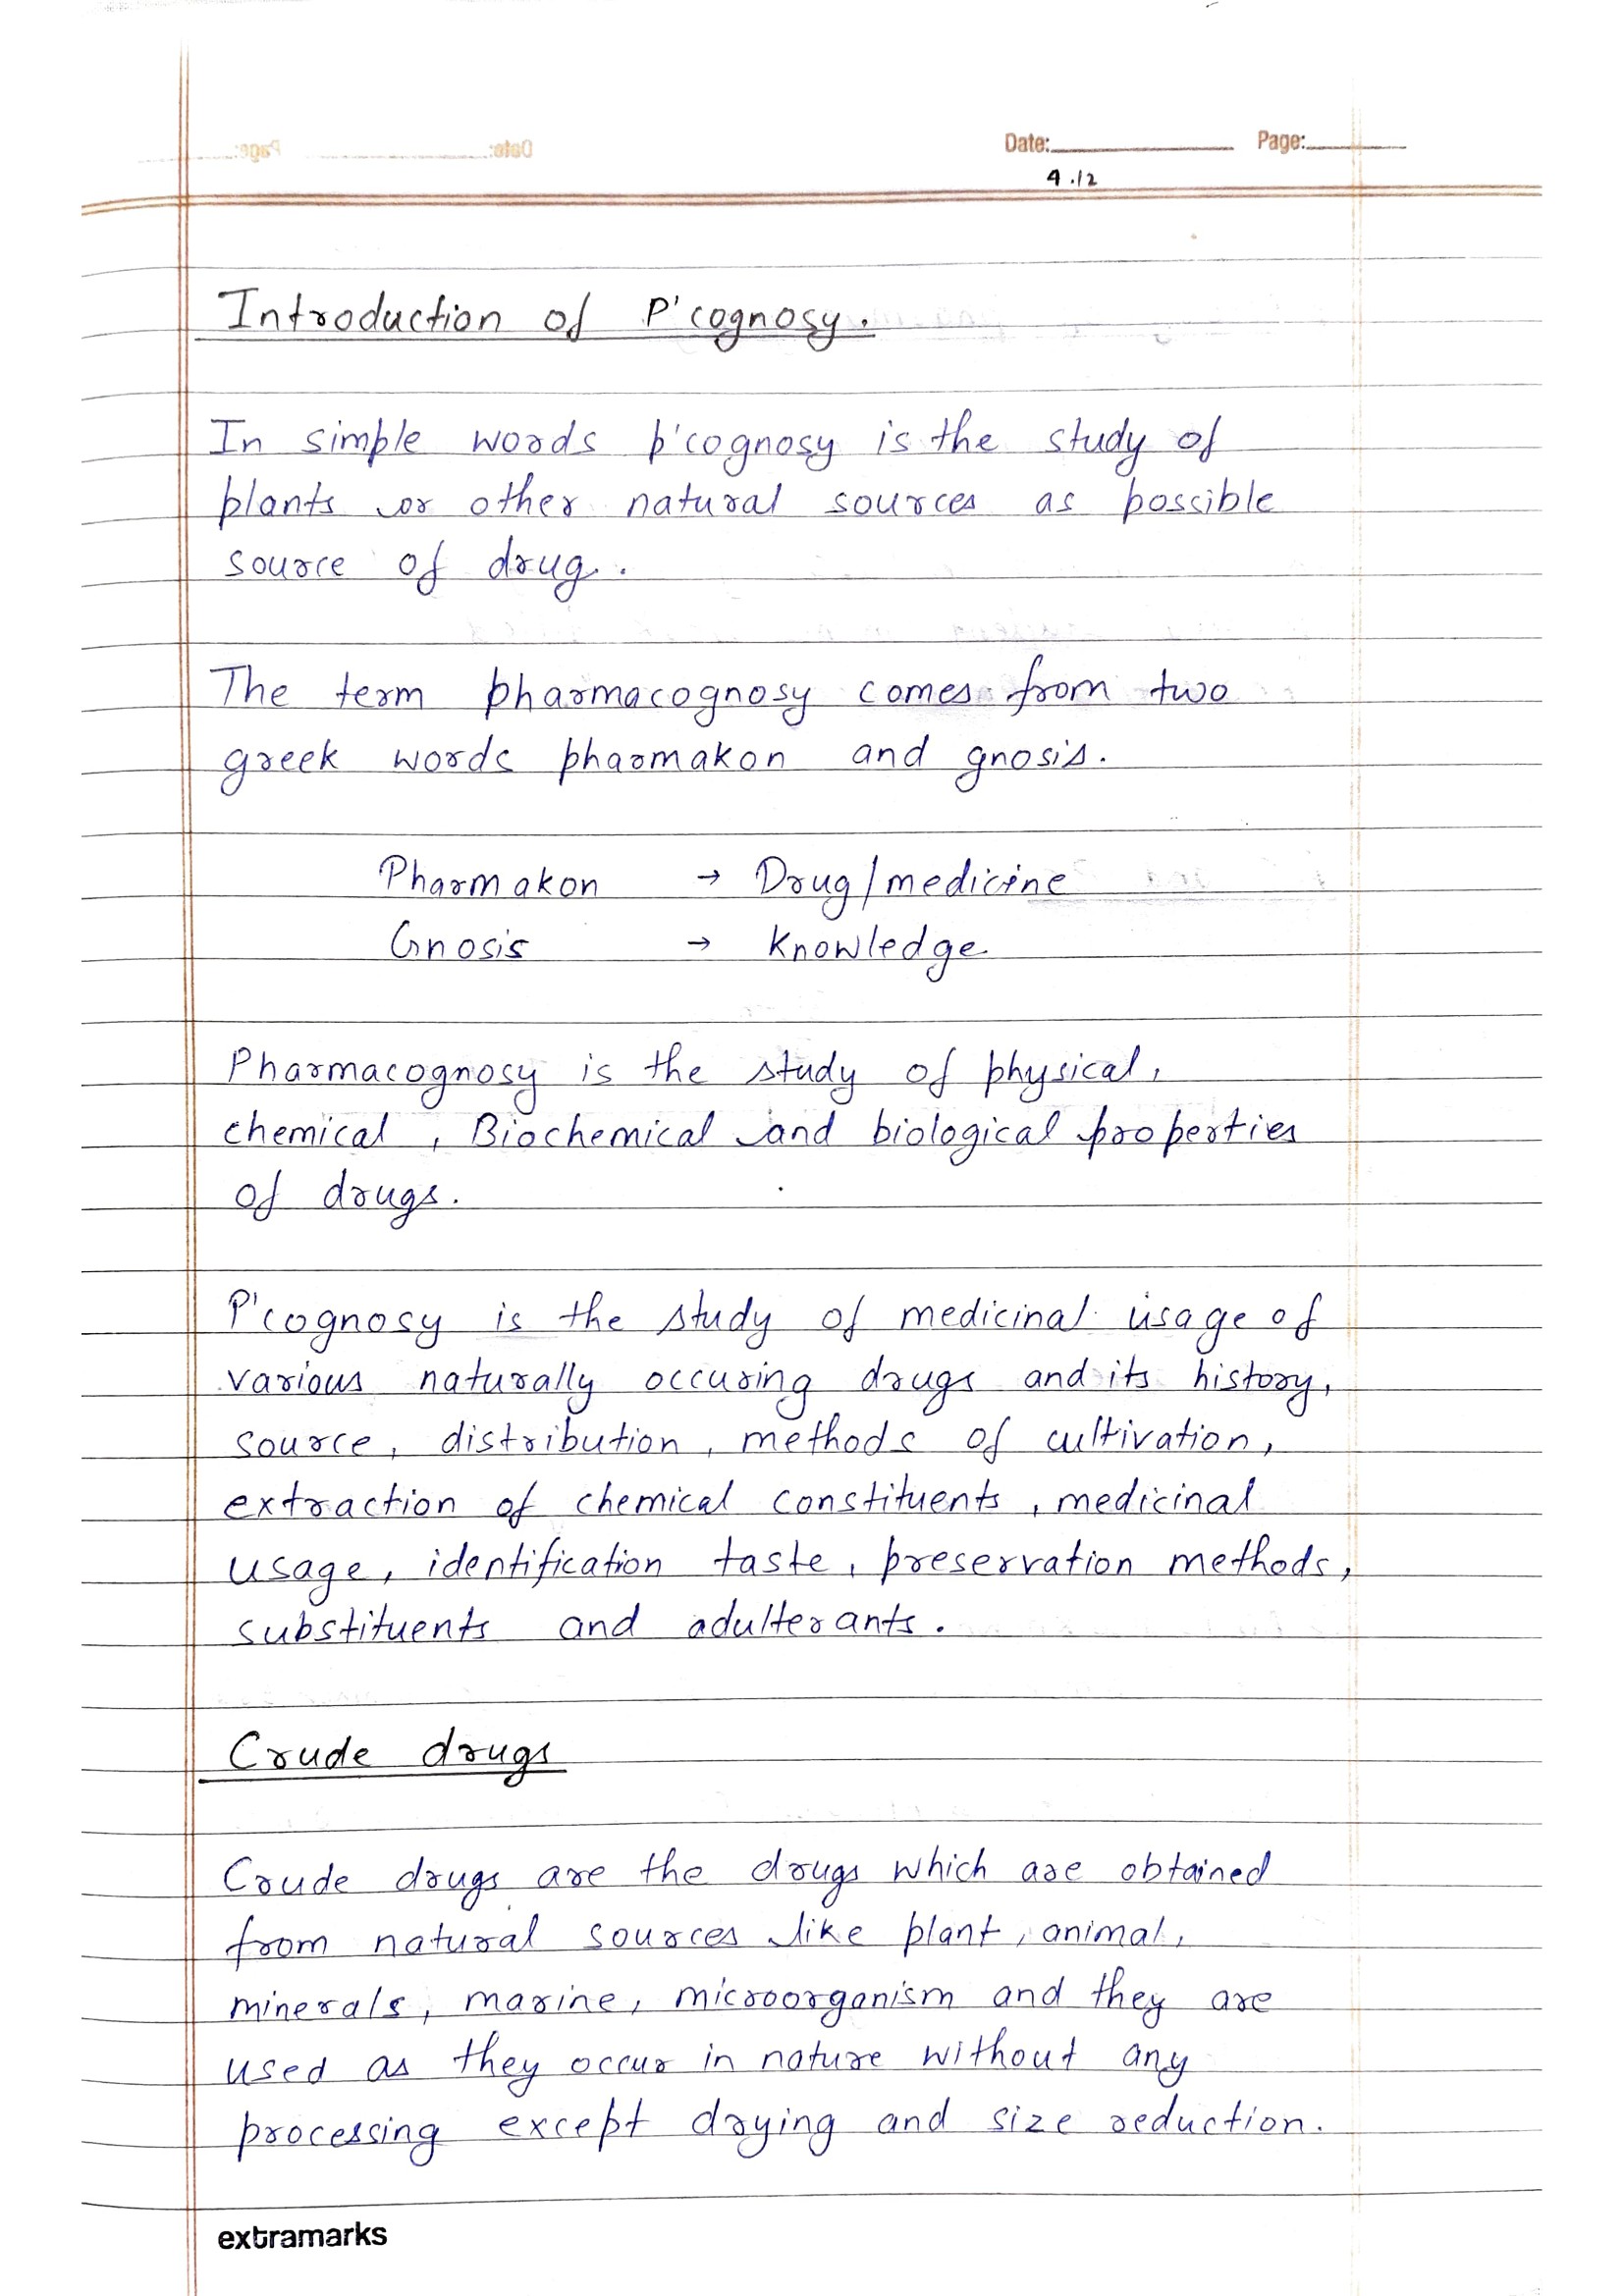 Date: Page:
4.12
Introduction of P'cognosy.
In simple words p'cognosy is the study of
plants or other natural sources as possible
source of drug.
The term pharmacognosy comes from two
greek words pharmakon and gnosis.
Pharmakon → Drug/medicine
Gnosis → Knowledge
Pharmacognosy is the study of physical,
chemical, Biochemical and biological properties
of drugs.
P'cognosy is the study of medicinal usage of
various naturally occuring drugs and its history,
source, distribution, methods of cultivation,
extraction of chemical constituents, medicinal
usage, identification taste, preservation methods,
substituents and adulterants.
Crude drugs
Crude drugs are the drugs which are obtained
from natural sources like plant, animal,
minerals, marine, microorganism and they are
used as they occur in nature without any
processing except drying and size reduction.
extramarks